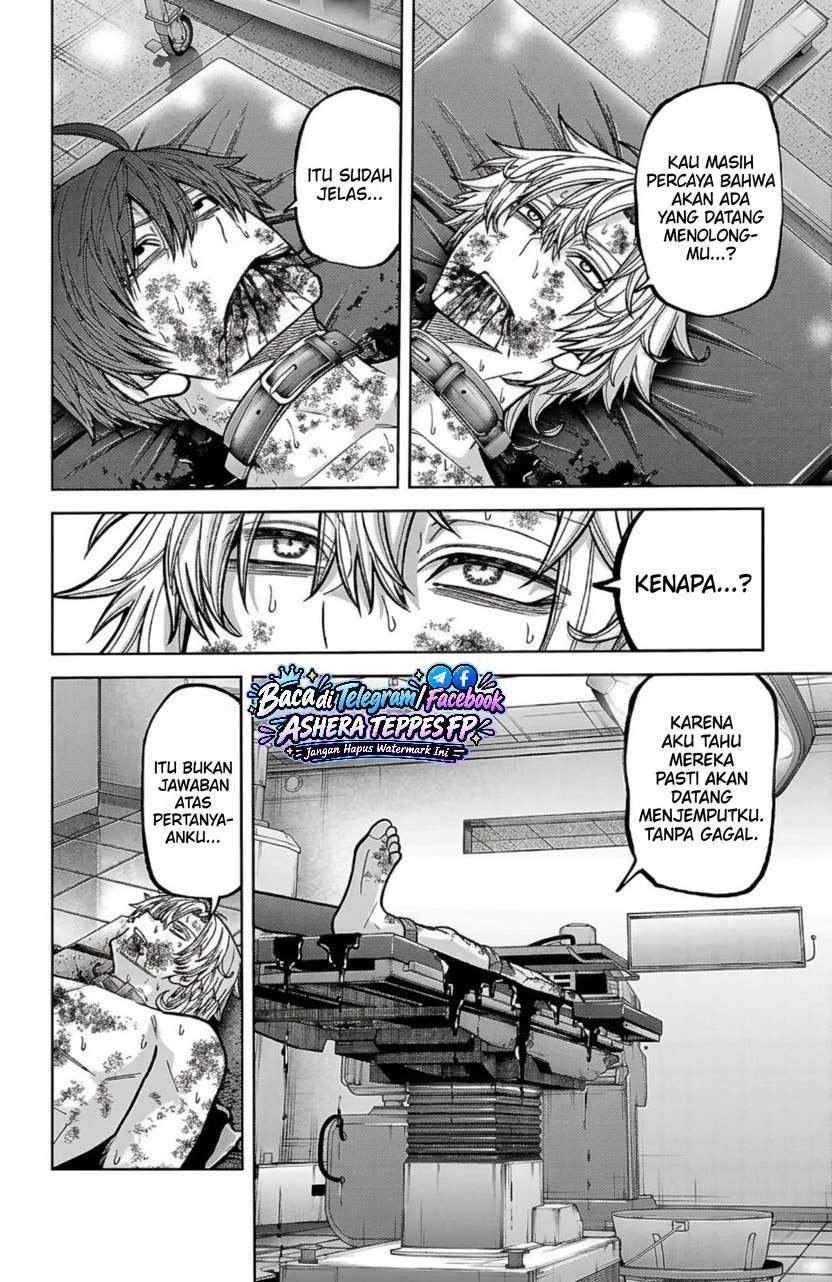 KAU MASIH
PERCAYA BAHWA
AKAN ADA
YANG DATANG
MENOLONG-
MU...?
ITU SUDAH
JELAS...
KENAPA...?
KARENA
AKU TAHU
MEREKA
PASTI AKAN
DATANG
MENJEMPUTKU.
TANPA GAGAL.
ITU BUKAN
JAWABAN
ATAS
PERTANYA-
ANKU...
Baca di Telegram/Facebook
ASHERA TEPPES FP
Jangan Hapus Watermark Ini